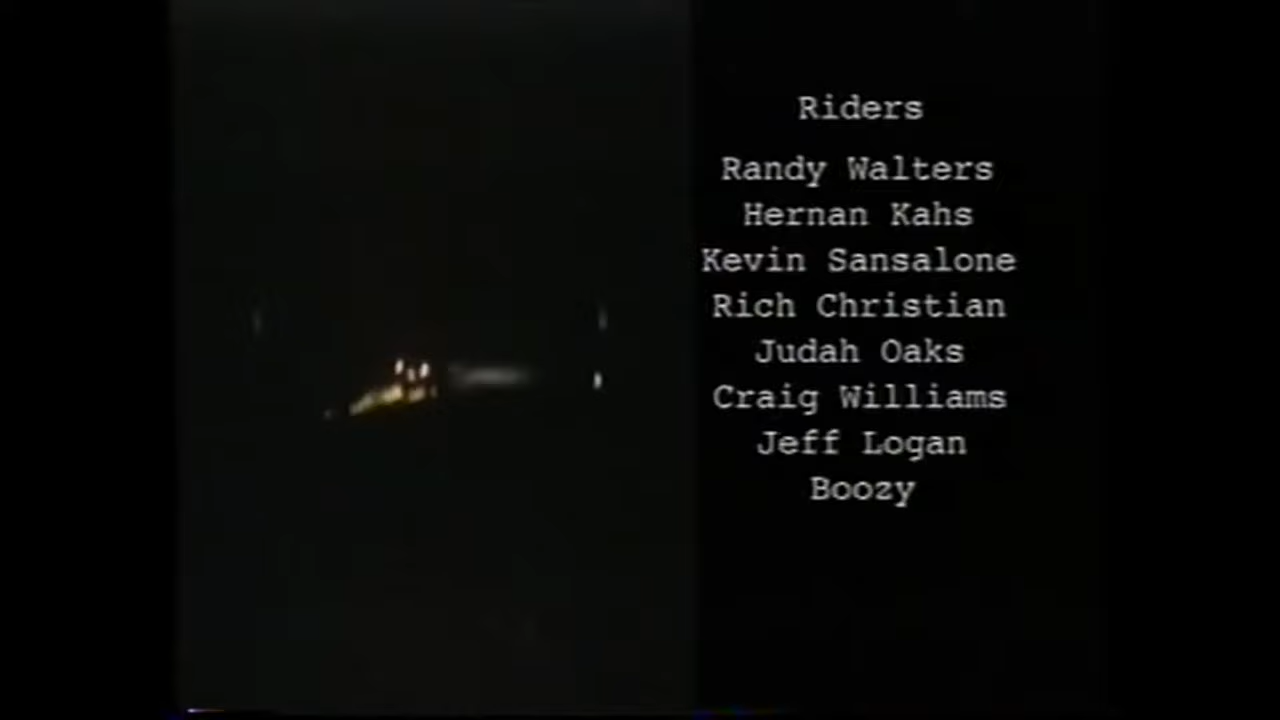 Riders
Randy Walters
Hernan Kahs
Kevin Sansalone
Rich Christian
Judah Oaks
Craig Williams
Jeff Logan
Boozy